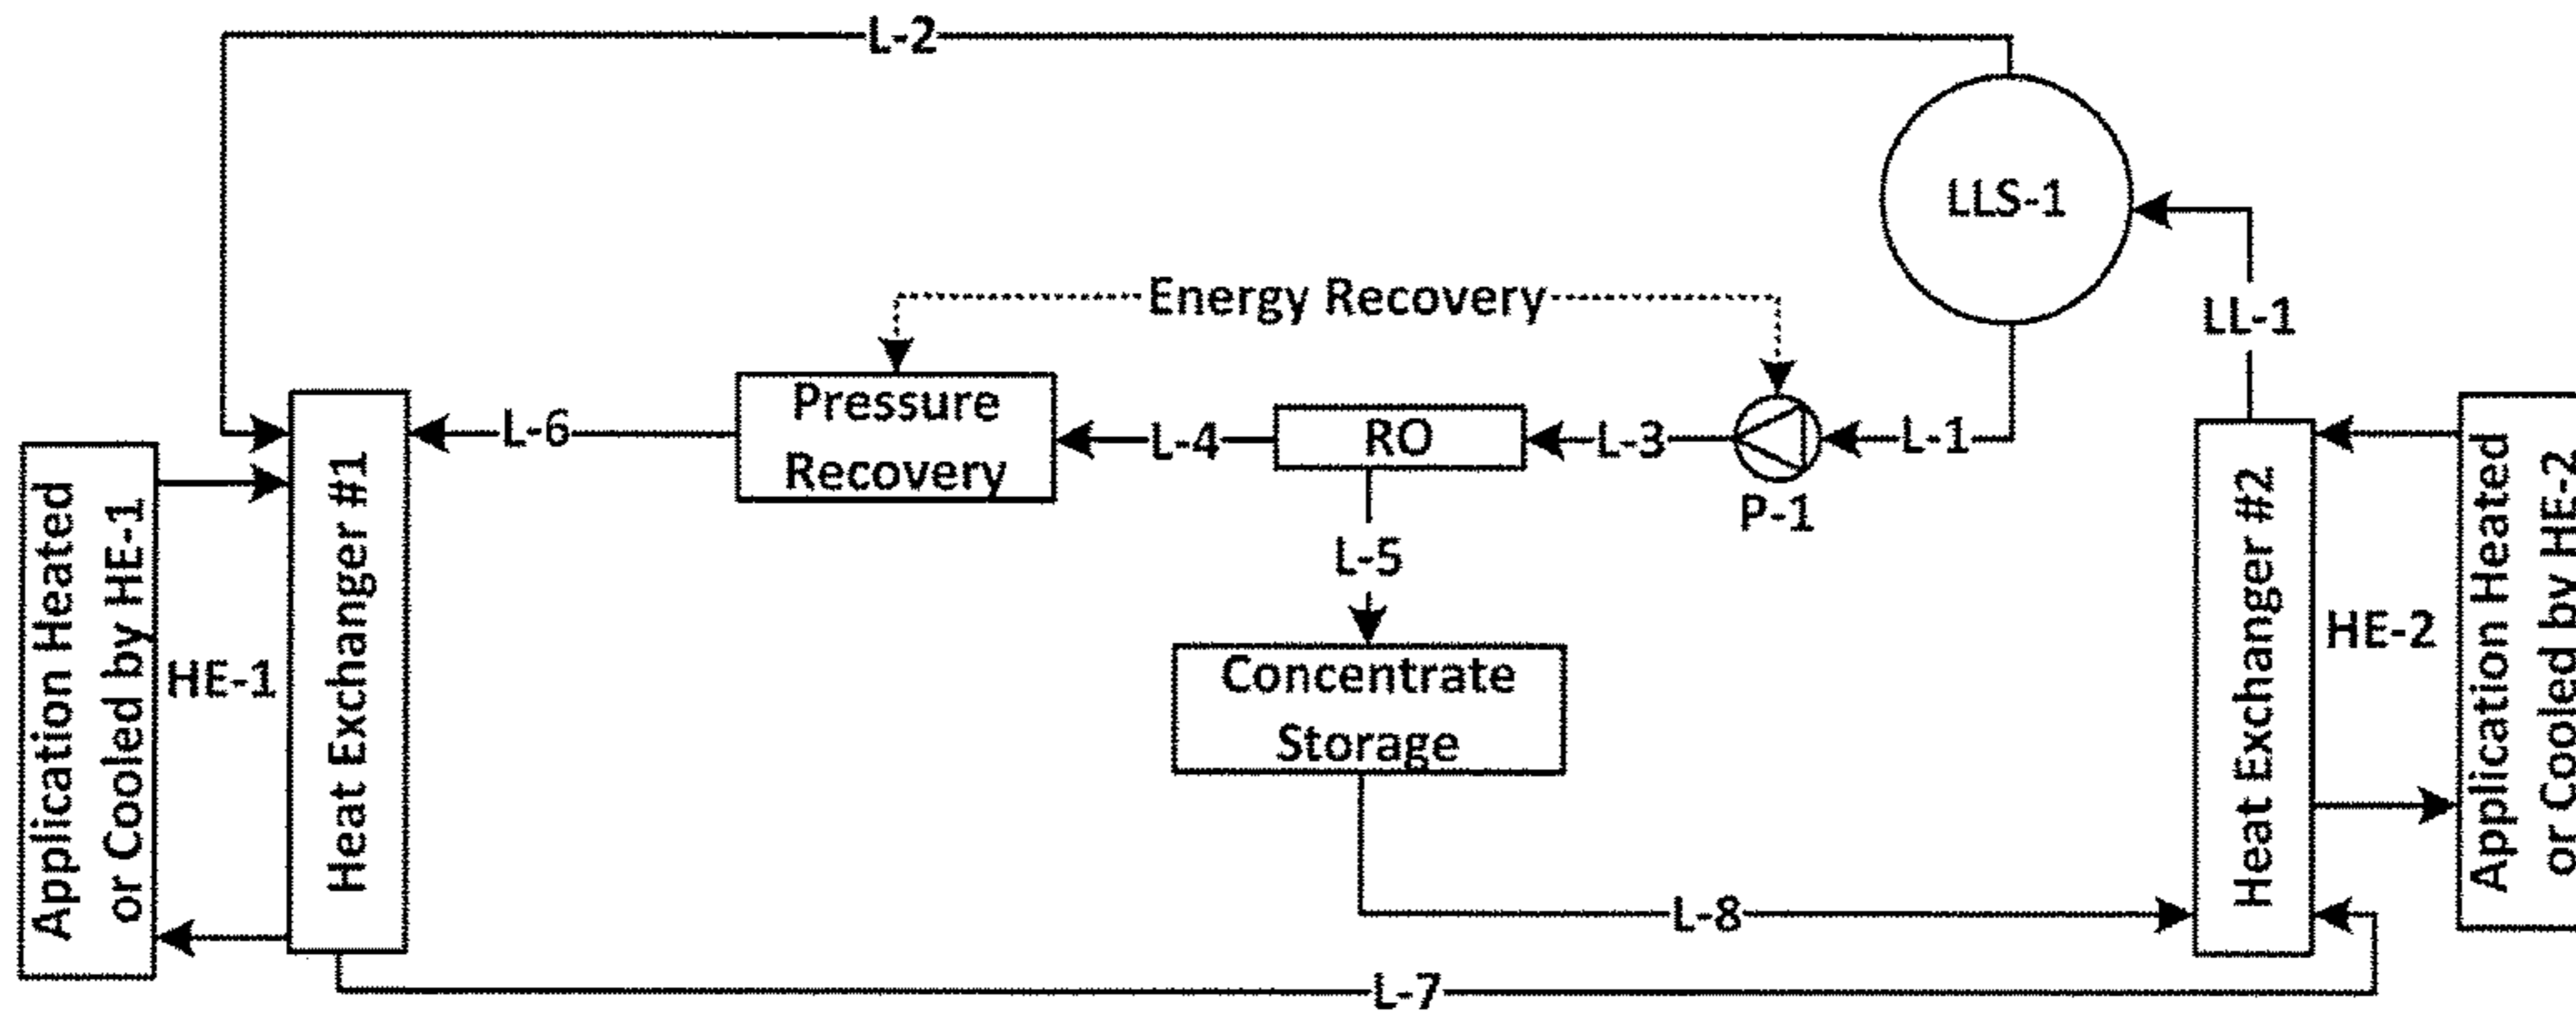 L-2
LLS-1
Energy Recovery
LL-1
Pressure
Recovery
L-6
L-4
RO
L-3
L-1
P-1
L-5
Concentrate
Storage
Application Heated
or Cooled by HE-1
HE-1
Heat Exchanger #1
Heat Exchanger #2
HE-2
Application Heated
or Cooled by HE-2
L-8
L-7